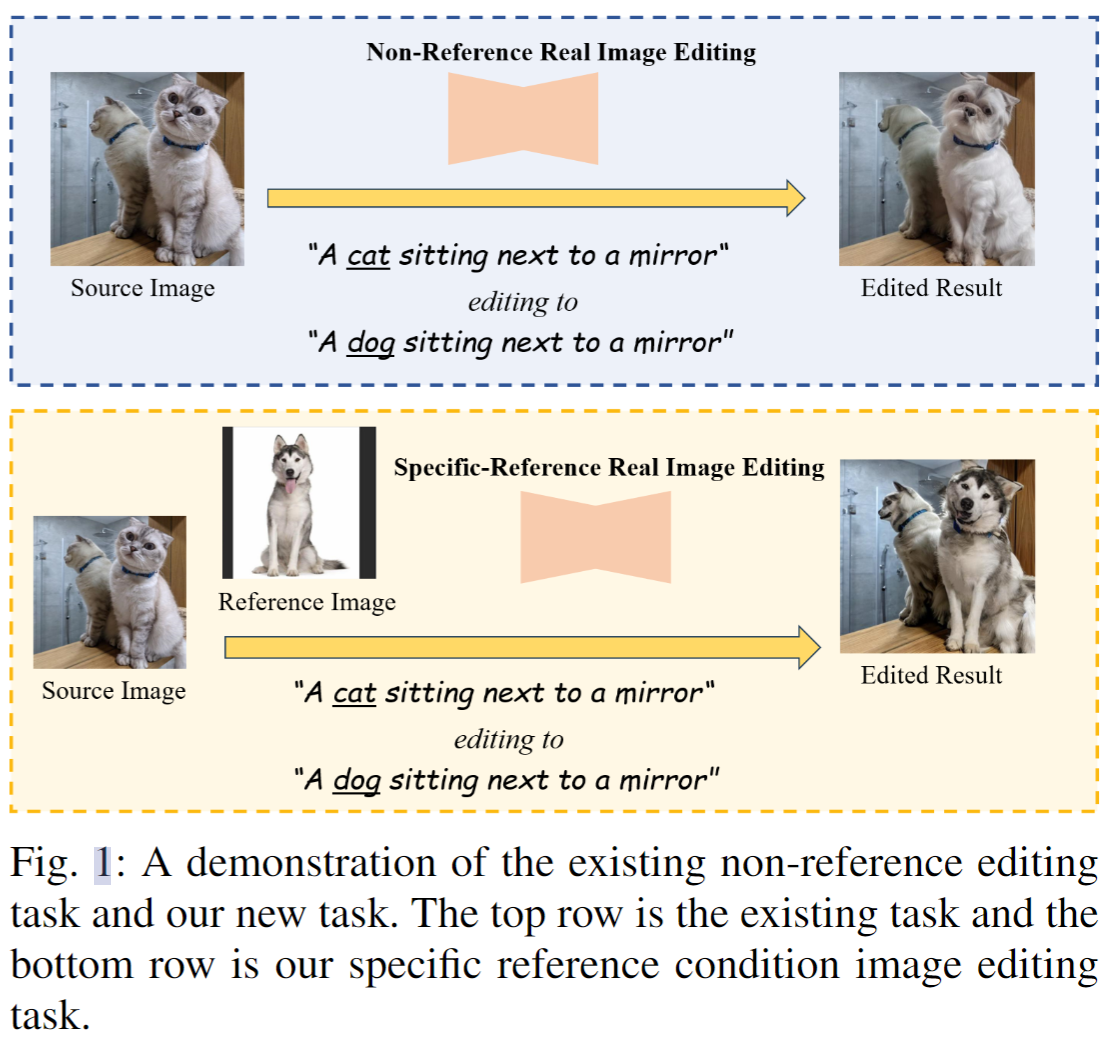 Non-Reference Real Image Editing
"A cat sitting next to a mirror"
Source Image
Edited Result
editing to
"A dog sitting next to a mirror"
Specific-Reference Real Image Editing
Reference Image
Source Image
Edited Result
"A cat sitting next to a mirror"
editing to
"A dog sitting next to a mirror"
Fig. 1: A demonstration of the existing non-reference editing
task and our new task. The top row is the existing task and the
bottom row is our specific reference condition image editing
task.